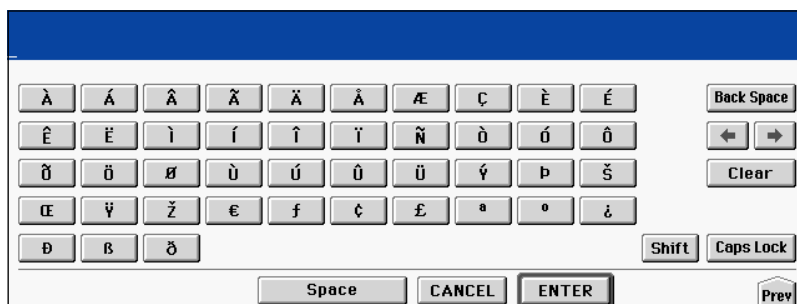 À Á Â Ã Ä Å Æ Ç È É Back Space
Ê Ë Ì Í Î Ï Ñ Ò Ó Ô
Õ Ö Ø Ù Ú Û Ü Ý Þ Š Clear
Œ Ÿ Ž € ƒ ¢ £ ª º ¿
Ð ß ð Shift Caps Lock
Space CANCEL ENTER Prev